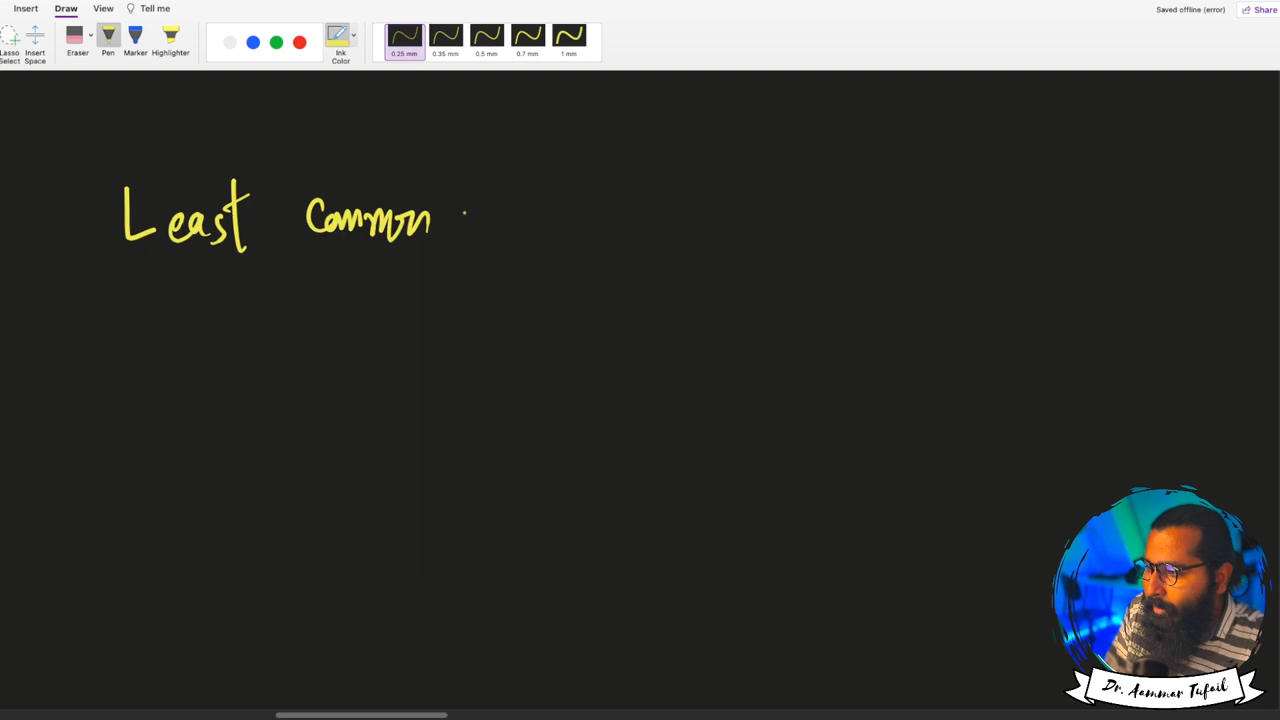 Insert Draw View Tell me
Saved offline (error) Share
Lasso Select Insert Space Eraser Pen Marker Highlighter Ink Color 0.25 mm 0.35 mm 0.5 mm 0.7 mm 1 mm
Least Common
Dr. Aammar Tufail